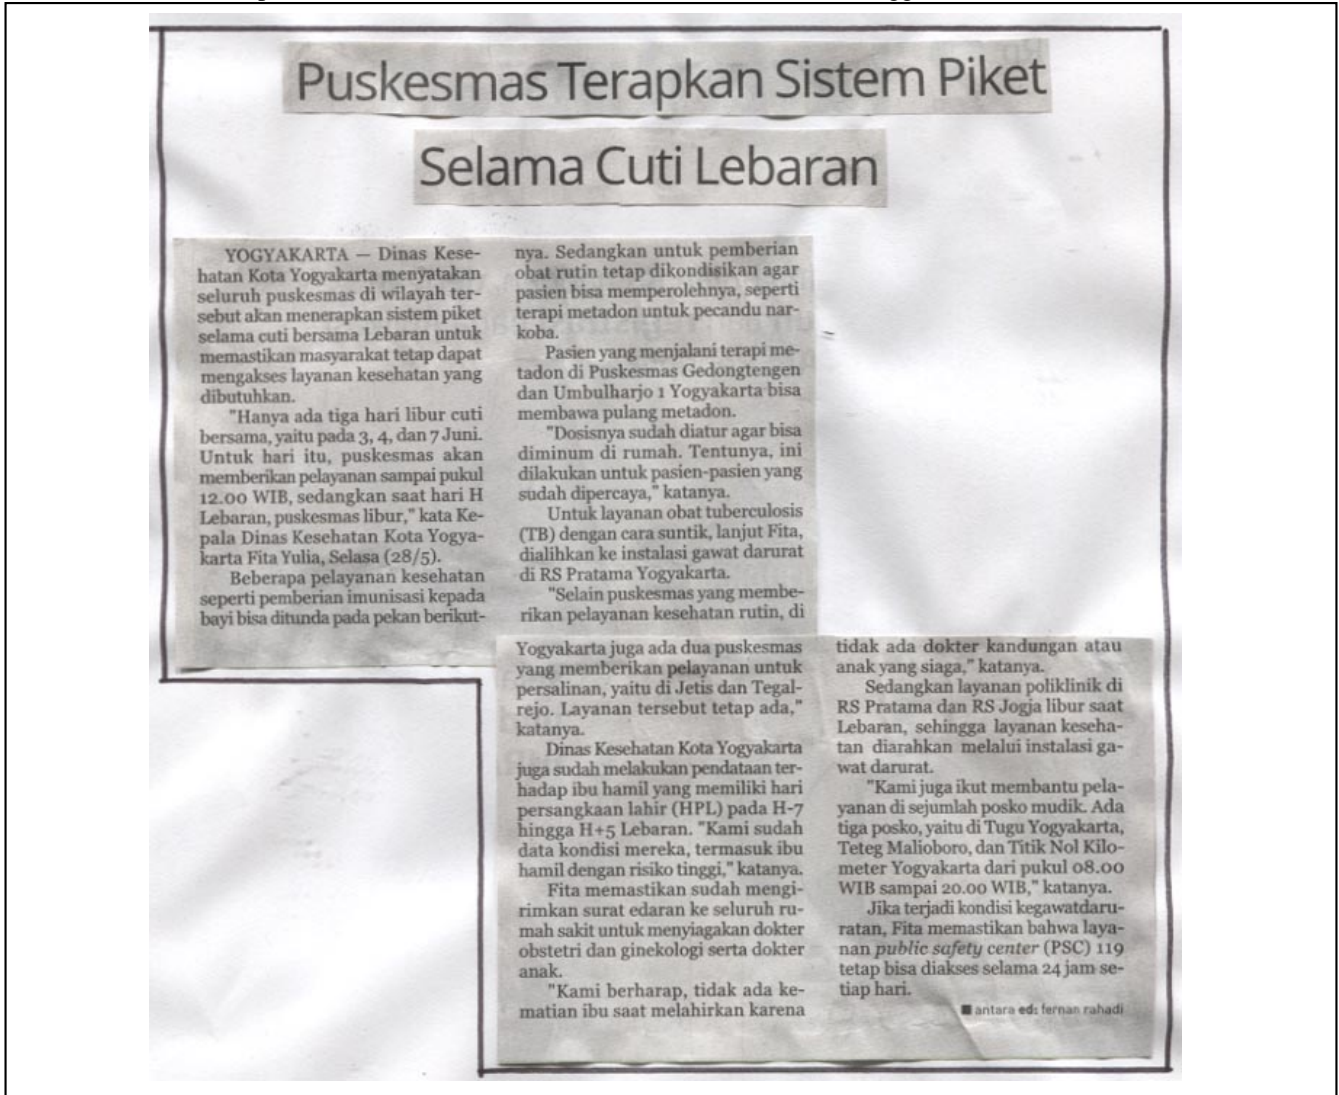 Puskesmas Terapkan Sistem Piket
Selama Cuti Lebaran
YOGYAKARTA — Dinas Kese-
hatan Kota Yogyakarta menyatakan
seluruh puskesmas di wilayah ter-
sebut akan menerapkan sistem piket
selama cuti bersama Lebaran untuk
memastikan masyarakat tetap dapat
mengakses layanan kesehatan yang
dibutuhkan.
"Hanya ada tiga hari libur cuti
bersama, yaitu pada 3, 4, dan 7 Juni.
Untuk hari itu, puskesmas akan
memberikan pelayanan sampai pukul
12.00 WIB, sedangkan saat hari H
Lebaran, puskesmas libur," kata Ke-
pala Dinas Kesehatan Kota Yogya-
karta Fita Yulia, Selasa (28/5).
Beberapa pelayanan kesehatan
seperti pemberian imunisasi kepada
bayi bisa ditunda pada pekan berikut-
nya. Sedangkan untuk pemberian
obat rutin tetap dikondisikan agar
pasien bisa memperolehnya, seperti
terapi metadon untuk pecandu nar-
koba.
Pasien yang menjalani terapi me-
tadon di Puskesmas Gedongtengen
dan Umbulharjo 1 Yogyakarta bisa
membawa pulang metadon.
"Dosisnya sudah diatur agar bisa
diminum di rumah. Tentunya, ini
dilakukan untuk pasien-pasien yang
sudah dipercaya," katanya.
Untuk layanan obat tuberculosis
(TB) dengan cara suntik, lanjut Fita,
dialihkan ke instalasi gawat darurat
di RS Pratama Yogyakarta.
"Selain puskesmas yang membe-
rikan pelayanan kesehatan rutin, di
Yogyakarta juga ada dua puskesmas
yang memberikan pelayanan untuk
persalinan, yaitu di Jetis dan Tegal-
rejo. Layanan tersebut tetap ada,"
katanya.
Dinas Kesehatan Kota Yogyakarta
juga sudah melakukan pendataan ter-
hadap ibu hamil yang memiliki hari
persangkaan lahir (HPL) pada H-7
hingga H+5 Lebaran. "Kami sudah
data kondisi mereka, termasuk ibu
hamil dengan risiko tinggi," katanya.
Fita memastikan sudah mengi-
rimkan surat edaran ke seluruh ru-
mah sakit untuk menyiagakan dokter
obstetri dan ginekologi serta dokter
anak.
"Kami berharap, tidak ada ke-
matian ibu saat melahirkan karena
tidak ada dokter kandungan atau
anak yang siaga," katanya.
Sedangkan layanan poliklinik di
RS Pratama dan RS Jogja libur saat
Lebaran, sehingga layanan keseha-
tan diarahkan melalui instalasi ga-
wat darurat.
"Kami juga ikut membantu pela-
yanan di sejumlah posko mudik. Ada
tiga posko, yaitu di Tugu Yogyakarta,
Teteg Malioboro, dan Titik Nol Kilo-
meter Yogyakarta dari pukul 08.00
WIB sampai 20.00 WIB," katanya.
Jika terjadi kondisi kegawatdaru-
ratan, Fita memastikan bahwa laya-
nan public safety center (PSC) 119
tetap bisa diakses selama 24 jam se-
tiap hari.
■ antara ed: fernan rahadi